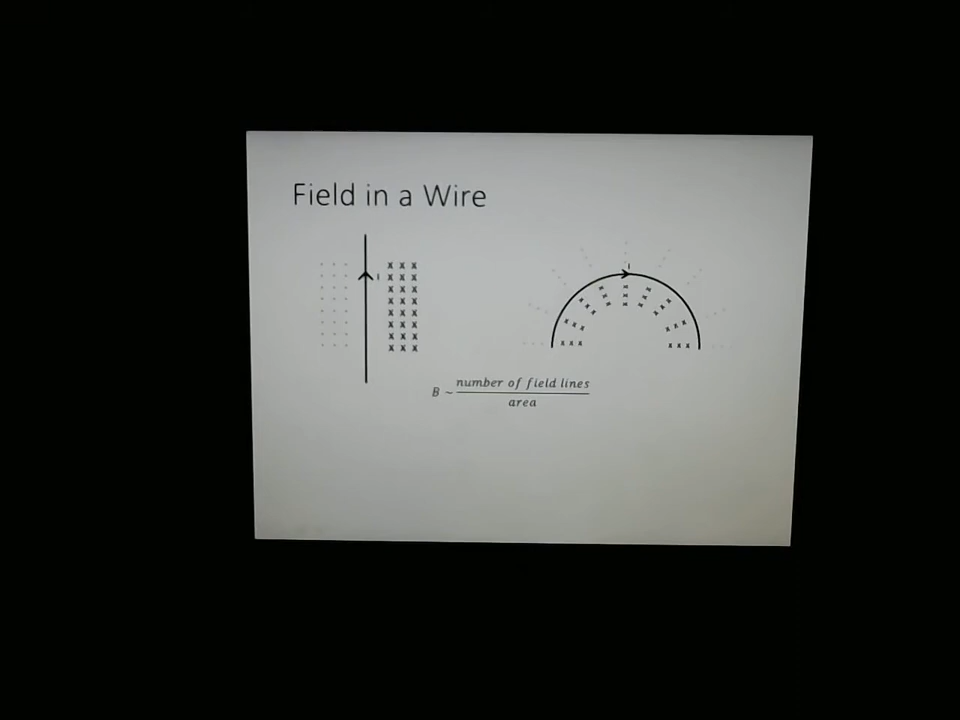 Field in a Wire
I
I
B ~ number of field lines
area